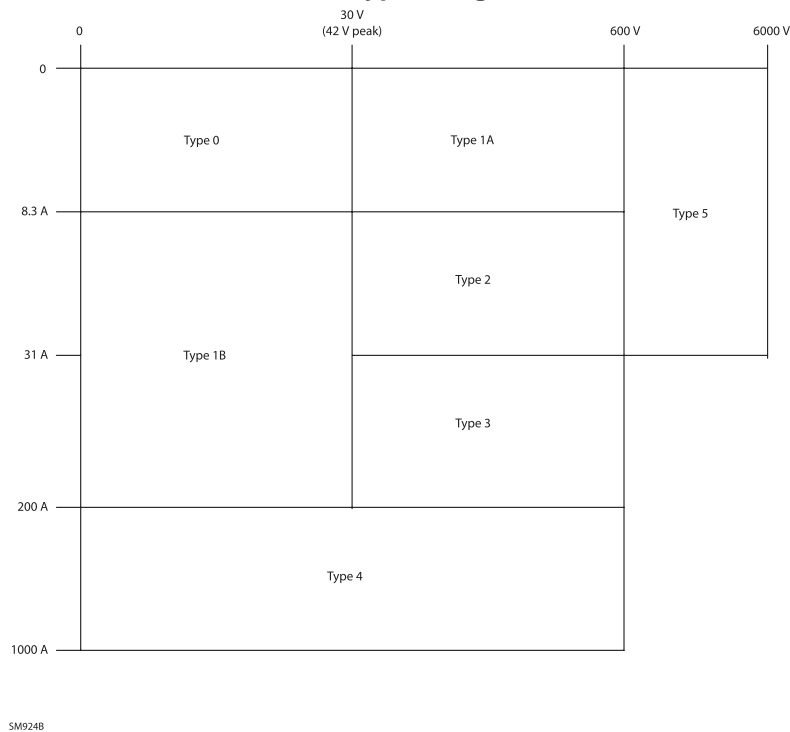 30 V
0 (42 V peak) 600 V 6000 V
0
Type 0 Type 1A
8.3 A
Type 5
Type 2
31 A Type 1B
Type 3
200 A
Type 4
1000 A
SM924B